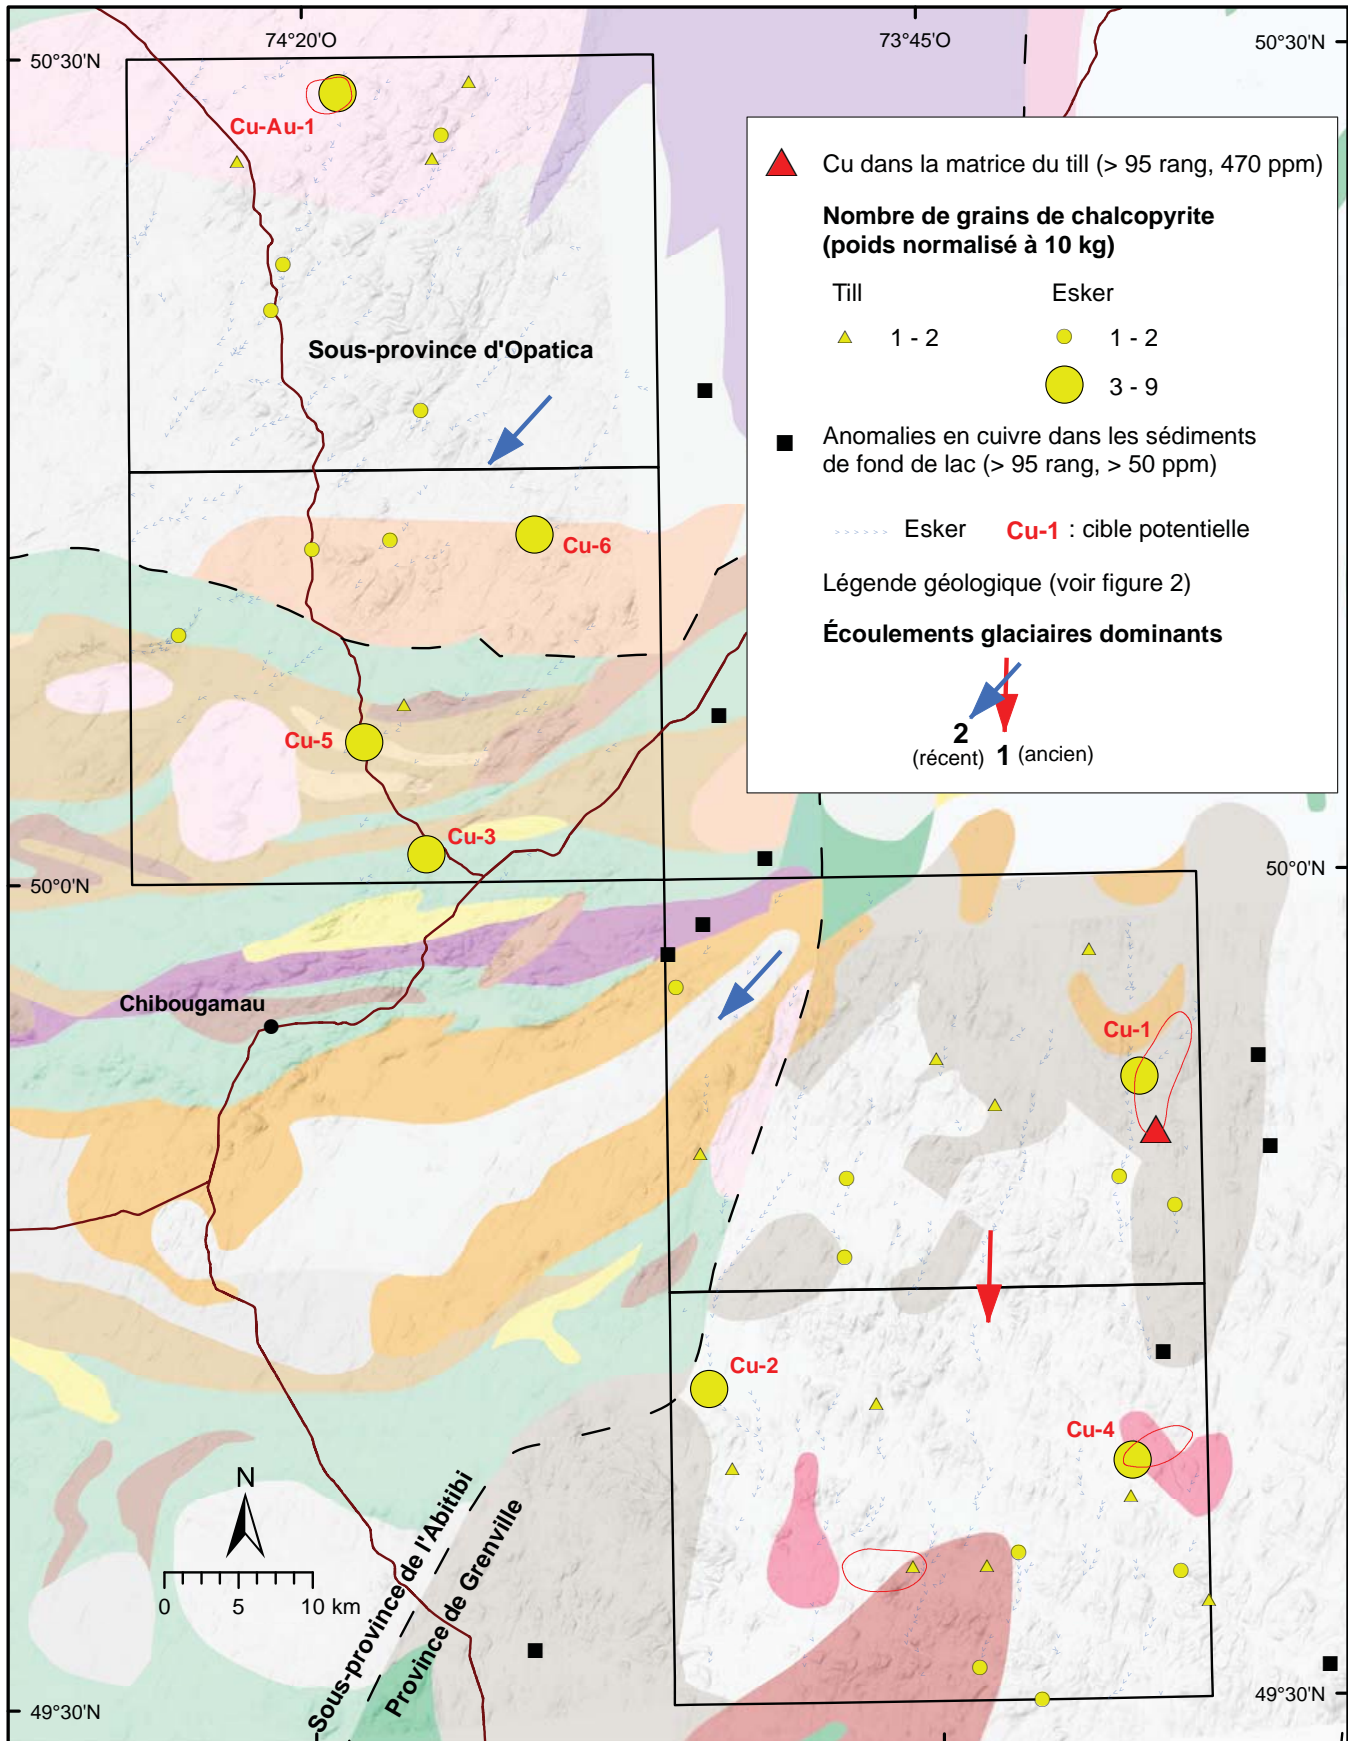 74°20'O
73°45'O
50°30'N
50°30'N
Cu-Au-1
Cu dans la matrice du till (> 95 rang, 470 ppm)
Nombre de grains de chalcopyrite
(poids normalisé à 10 kg)
Till
Esker
1 - 2
1 - 2
3 - 9
Anomalies en cuivre dans les sédiments
de fond de lac (> 95 rang, > 50 ppm)
Esker
Cu-1 : cible potentielle
Légende géologique (voir figure 2)
Écoulements glaciaires dominants
2
(récent)
1 (ancien)
Sous-province d'Opatica
Cu-6
Cu-5
Cu-3
50°0'N
50°0'N
Chibougamau
Cu-1
Cu-2
Cu-4
N
0 5 10 km
Sous-province de l'Abitibi
Province de Grenville
49°30'N
49°30'N